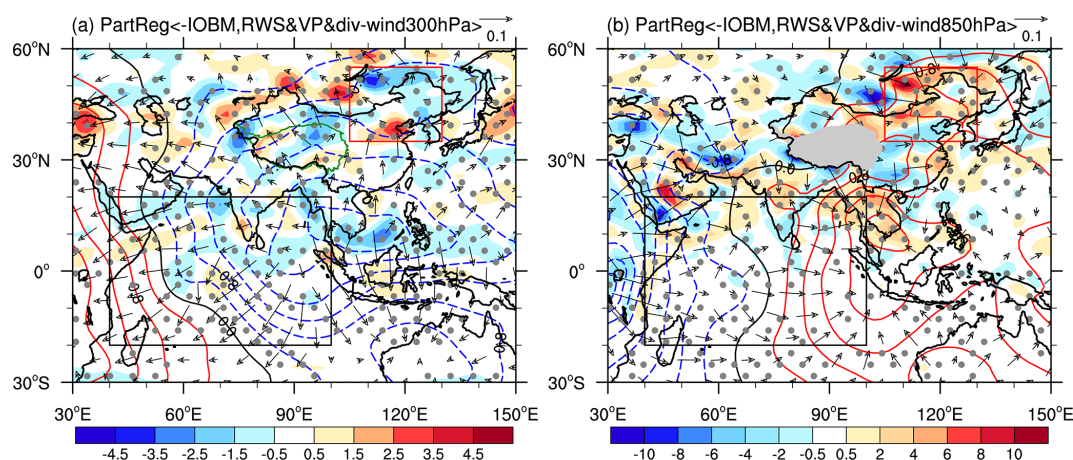 (a) PartReg<-IOBM,RWS&VP&div-wind300hPa>
0.1
60°N
30°N
0°
30°S
30°E 60°E 90°E 120°E 150°E
-4.5 -3.5 -2.5 -1.5 -0.5 0.5 1.5 2.5 3.5 4.5
(b) PartReg<-IOBM,RWS&VP&div-wind850hPa>
0.1
60°N
30°N
0°
30°S
30°E 60°E 90°E 120°E 150°E
-10 -8 -6 -4 -2 -0.5 0.5 2 4 6 8 10